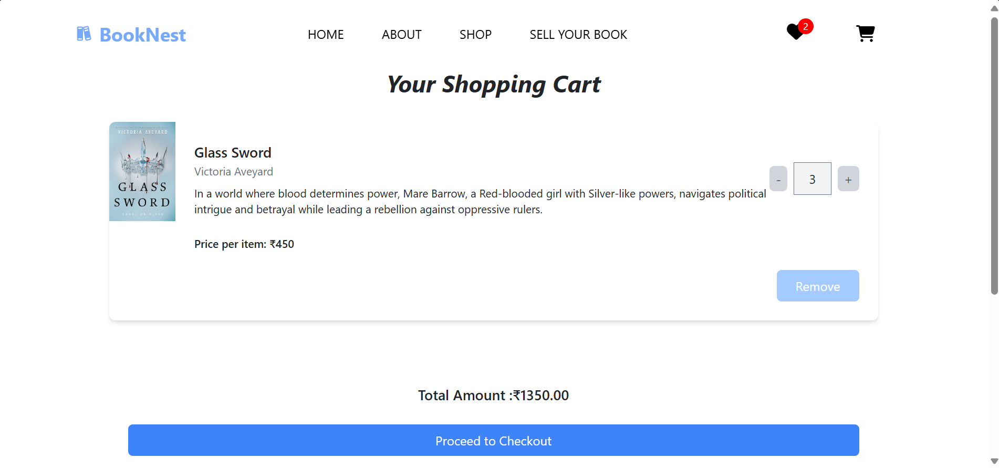 BookNest
HOME ABOUT SHOP SELL YOUR BOOK
2
Your Shopping Cart
VICTORIA AVEYARD
GLASS
SWORD
Glass Sword
Victoria Aveyard
In a world where blood determines power, Mare Barrow, a Red-blooded girl with Silver-like powers, navigates political
intrigue and betrayal while leading a rebellion against oppressive rulers.
Price per item: ₹450
- 3 +
Remove
Total Amount :₹1350.00
Proceed to Checkout